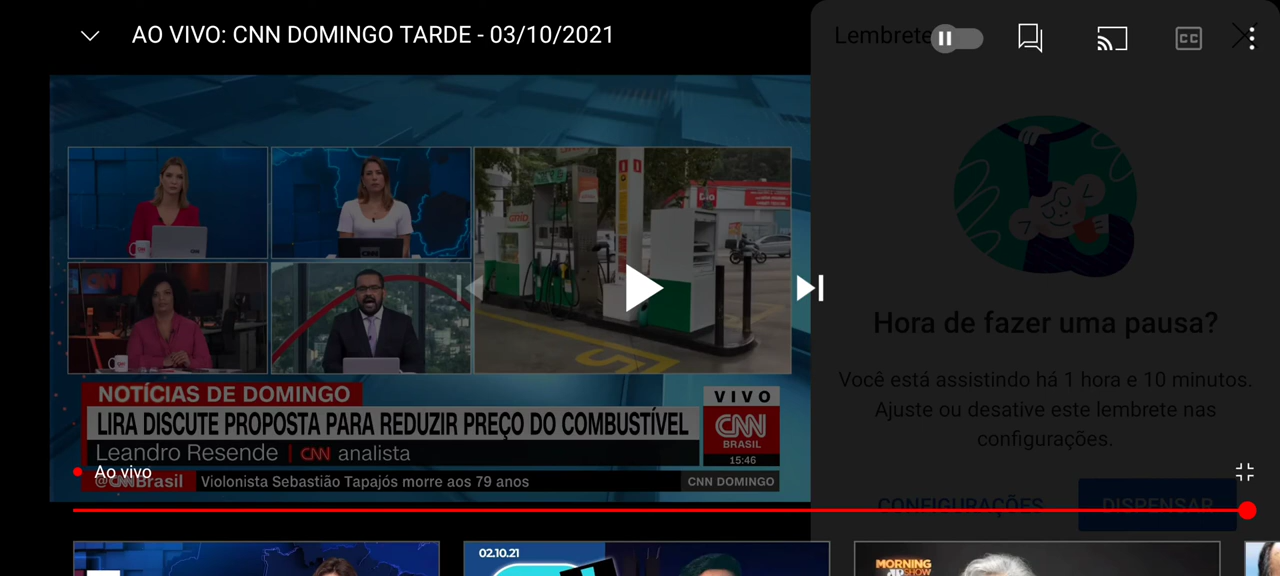 AO VIVO: CNN DOMINGO TARDE - 03/10/2021
Lembrete
CC
NOTÍCIAS DE DOMINGO
LIRA DISCUTE PROPOSTA PARA REDUZIR PREÇO DO COMBUSTÍVEL
Leandro Resende | CNN analista
VIVO
CNN
BRASIL
15:46
Ao vivo
@CNNBrasil Violonista Sebastião Tapajós morre aos 79 anos
CNN DOMINGO
Hora de fazer uma pausa?
Você está assistindo há 1 hora e 10 minutos.
Ajuste ou desative este lembrete nas
configurações.
CONFIGURAÇÕES DISPENSAR
02.10.21
MORNING
SHOW